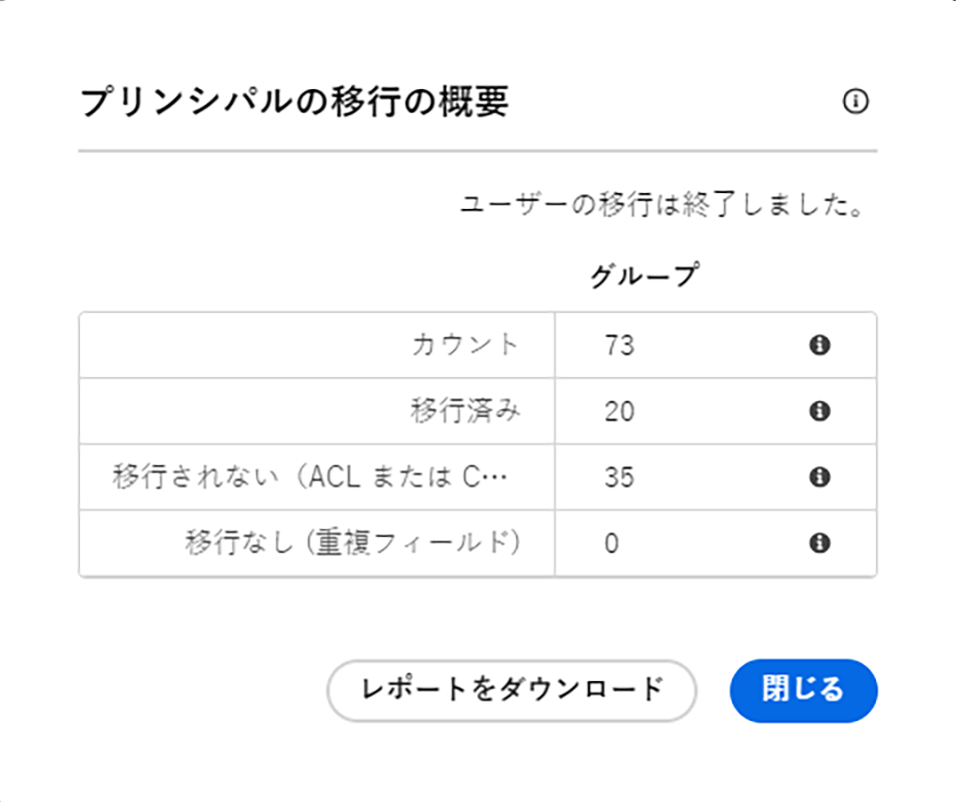 プリンシパルの移行の概要
ユーザーの移行は終了しました。
グループ
カウント 73
移行済み 20
移行されない（ACL または C… 35
移行なし (重複フィールド) 0
レポートをダウンロード 閉じる